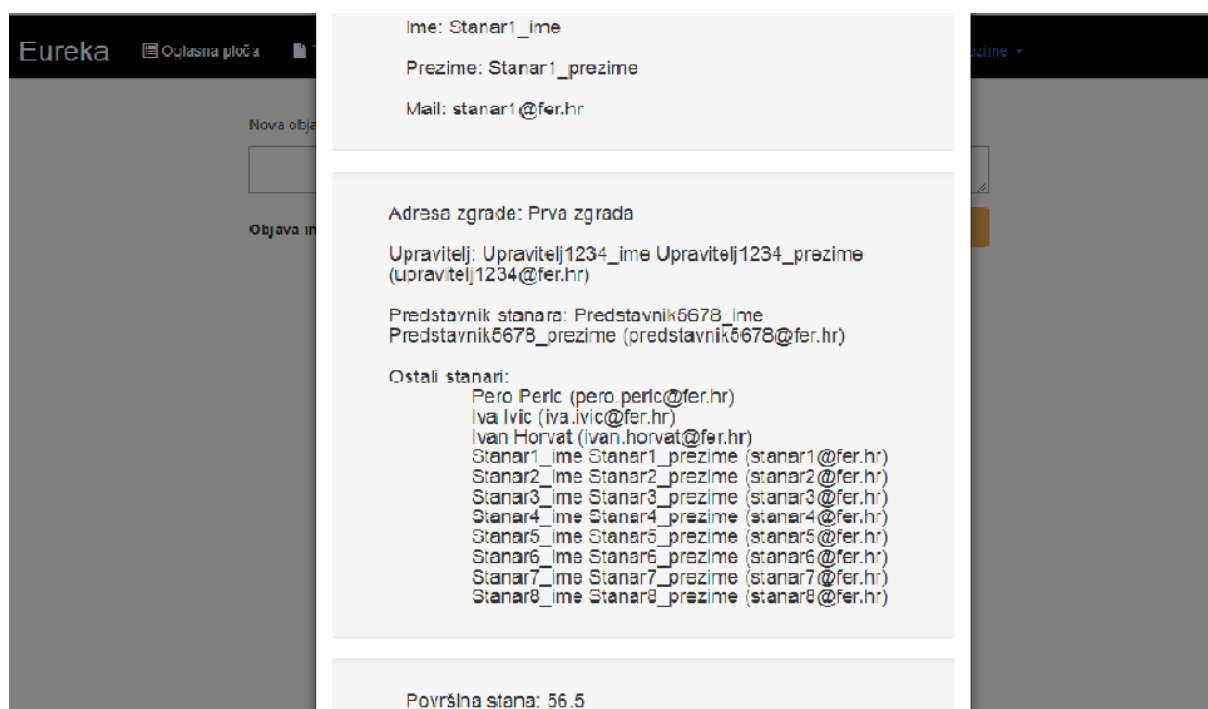 Ime: Stanar1_ime
Eureka Oglasna ploča
Prezime: Stanar1_prezime
Mail: stanar1@fer.hr
Nova obja
Adresa zgrade: Prva zgrada
Objava
Upravitelj: Upravitelj1234_ime Upravitelj1234_prezime
(upravitelj1234@fer.hr)
Predstavnik stanara: Predstavnik5678_ime
Predstavnik5678_prezime (predstavnik5678@fer.hr)
Ostali stanari:
Pero Peric (pero.peric@fer.hr)
Iva Ivic (iva.ivic@fer.hr)
Ivan Horvat (ivan.horvat@fer.hr)
Stanar1_ime Stanar1_prezime (stanar1@fer.hr)
Stanar2_ime Stanar2_prezime (stanar2@fer.hr)
Stanar3_ime Stanar3_prezime (stanar3@fer.hr)
Stanar4_ime Stanar4_prezime (stanar4@fer.hr)
Stanar5_ime Stanar5_prezime (stanar5@fer.hr)
Stanar6_ime Stanar6_prezime (stanar6@fer.hr)
Stanar7_ime Stanar7_prezime (stanar7@fer.hr)
Stanar8_ime Stanar8_prezime (stanar8@fer.hr)
Površina stana: 56.5